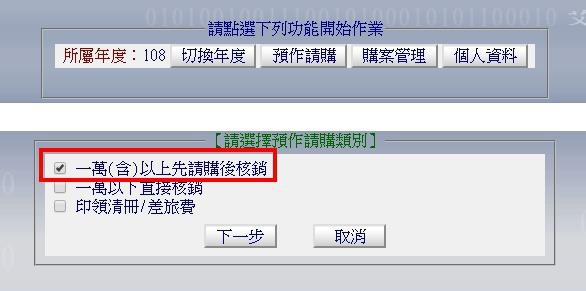 010100010100010100010101100010
請點選下列功能開始作業
所屬年度：108 切換年度 預作請購 購案管理 個人資料
【請選擇預作請購類別】
一萬(含)以上先請購後核銷
一萬以下直接核銷
印領清冊/差旅費
下一步 取消